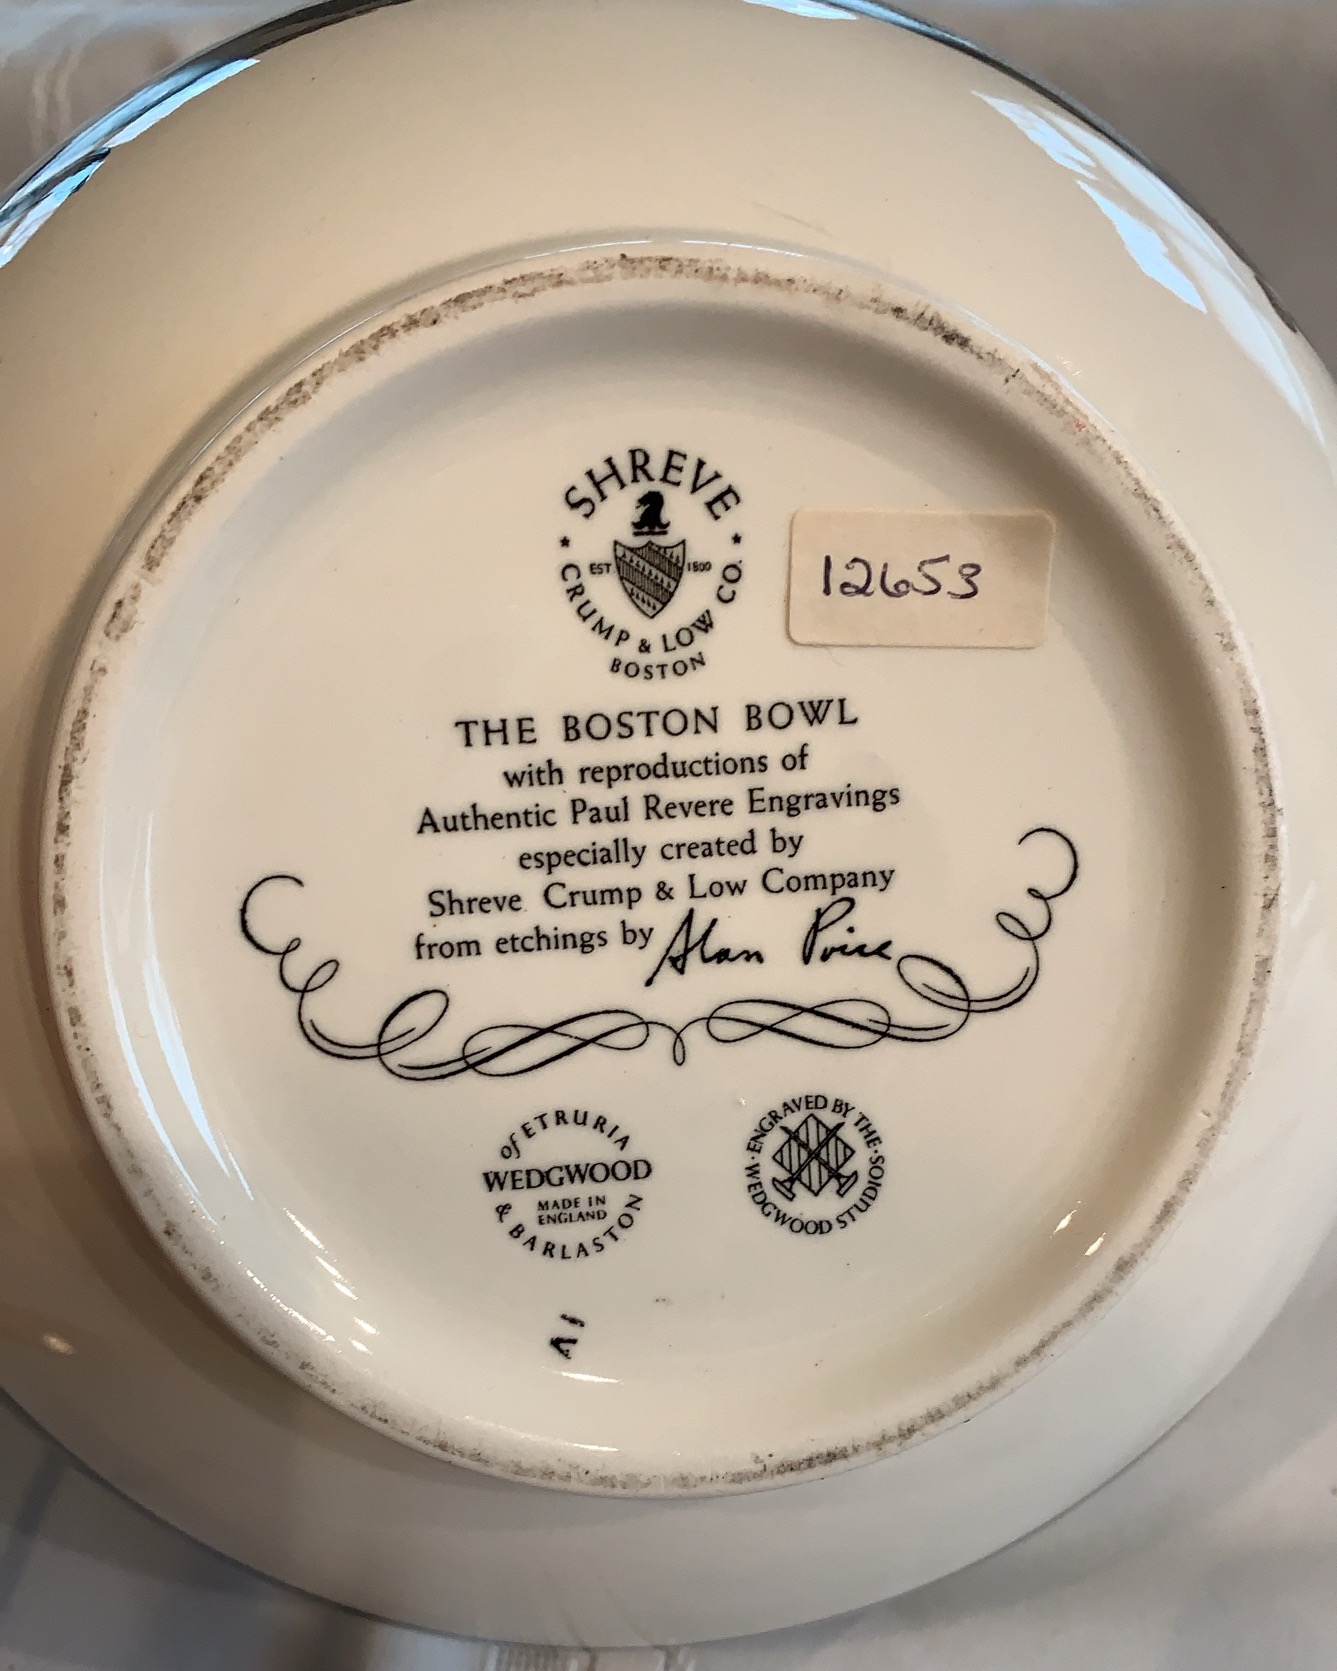 SHREVE
EST 1800
CRUMP & LOW CO.
BOSTON
12653
THE BOSTON BOWL
with reproductions of
Authentic Paul Revere Engravings
especially created by
Shreve Crump & Low Company
from etchings by Alan Price
of ETRURIA
WEDGWOOD
MADE IN
ENGLAND
& BARLASTON
ENGRAVED BY THE
WEDGWOOD STUDIOS